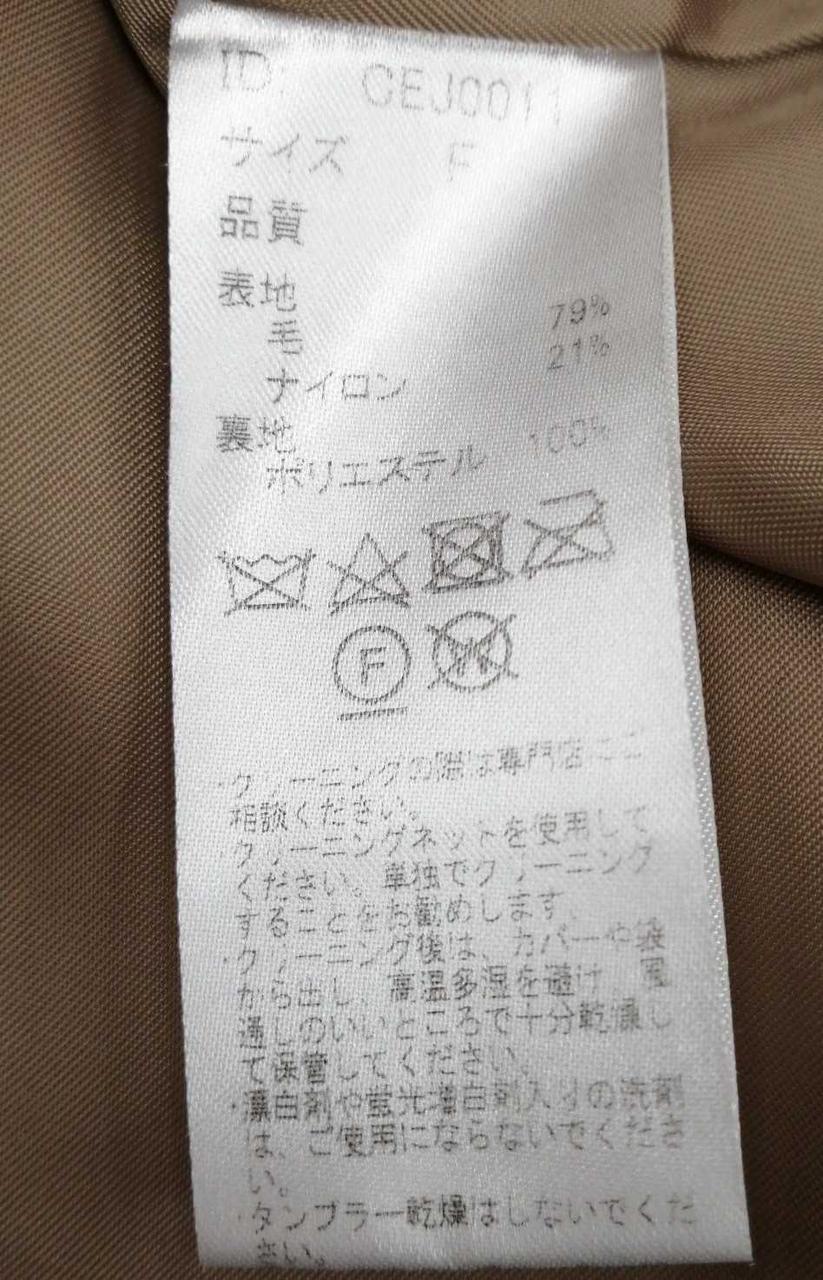 ID: CEJ0011
サイズ F
品質
表地
毛 79%
ナイロン 21%
裏地
ポリエステル 100%
F
W
・クリーニングの際は専門店にご
相談ください。
・クリーニングネットを使用して
ください。単独でクリーニング
することをお勧めします。
・クリーニング後は、カバーや袋
から出し、高温多湿を避け、風
通しのいいところで十分乾燥し
て保管してください。
・漂白剤や蛍光増白剤入りの洗剤
は、ご使用にならないでくださ
い。
・タンブラー乾燥はしないでくだ
さい。